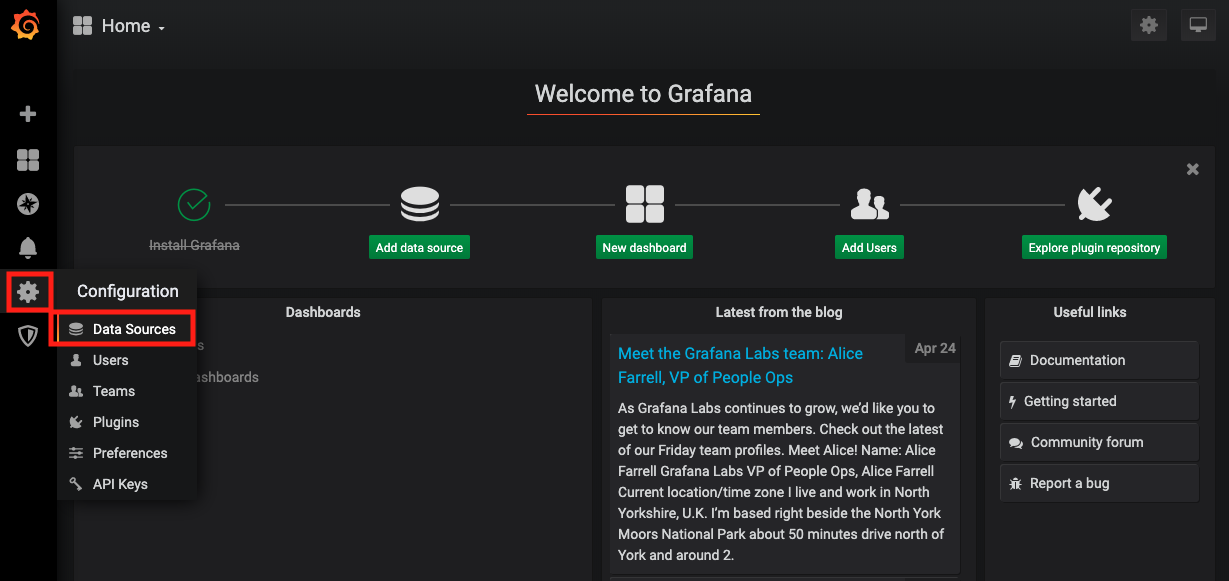 Home
Welcome to Grafana
Install Grafana
Add data source
New dashboard
Add Users
Explore plugin repository
Configuration
Data Sources
Users
Teams
Plugins
Preferences
API Keys
Dashboards
s
ashboards
Latest from the blog
Meet the Grafana Labs team: Alice
Farrell, VP of People Ops
Apr 24
As Grafana Labs continues to grow, we'd like you to
get to know our team members. Check out the latest
of our Friday team profiles. Meet Alice! Name: Alice
Farrell Grafana Labs VP of People Ops, Alice Farrell
Current location/time zone I live and work in North
Yorkshire, U.K. I'm based right beside the North York
Moors National Park about 50 minutes drive north of
York and around 2.
Useful links
Documentation
Getting started
Community forum
Report a bug